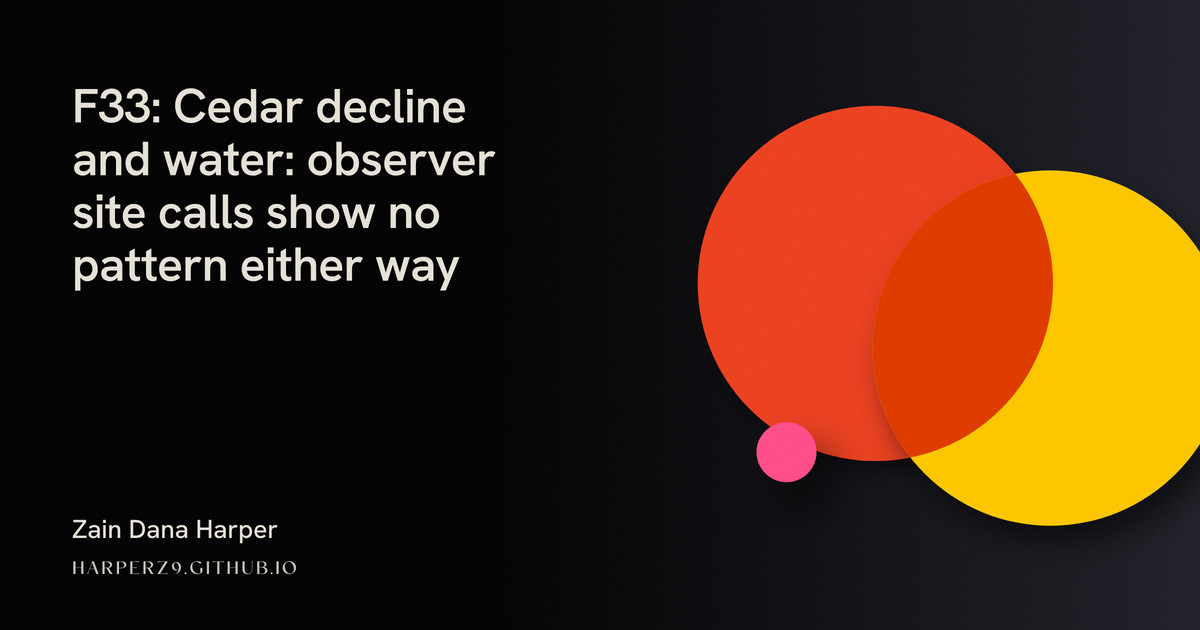 F33: Cedar decline
and water: observer
site calls show no
pattern either way
Zain Dana Harper
HARPERZ9.GITHUB.IO